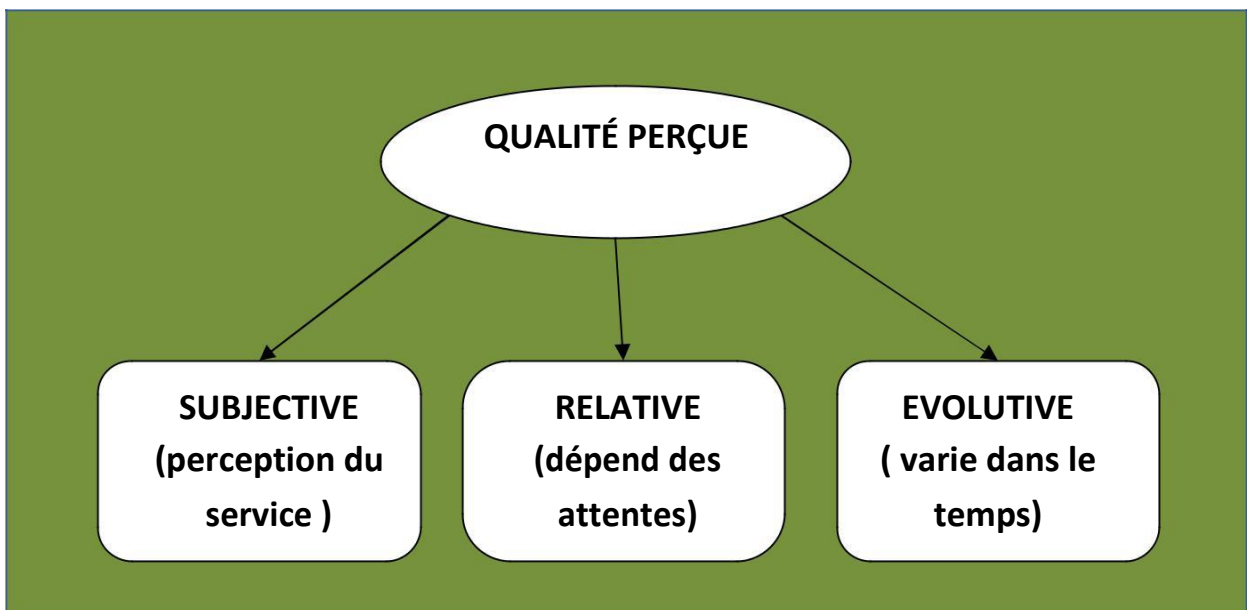 QUALITÉ PERÇUE
SUBJECTIVE
(perception du
service )
RELATIVE
(dépend des
attentes)
EVOLUTIVE
( varie dans le
temps)